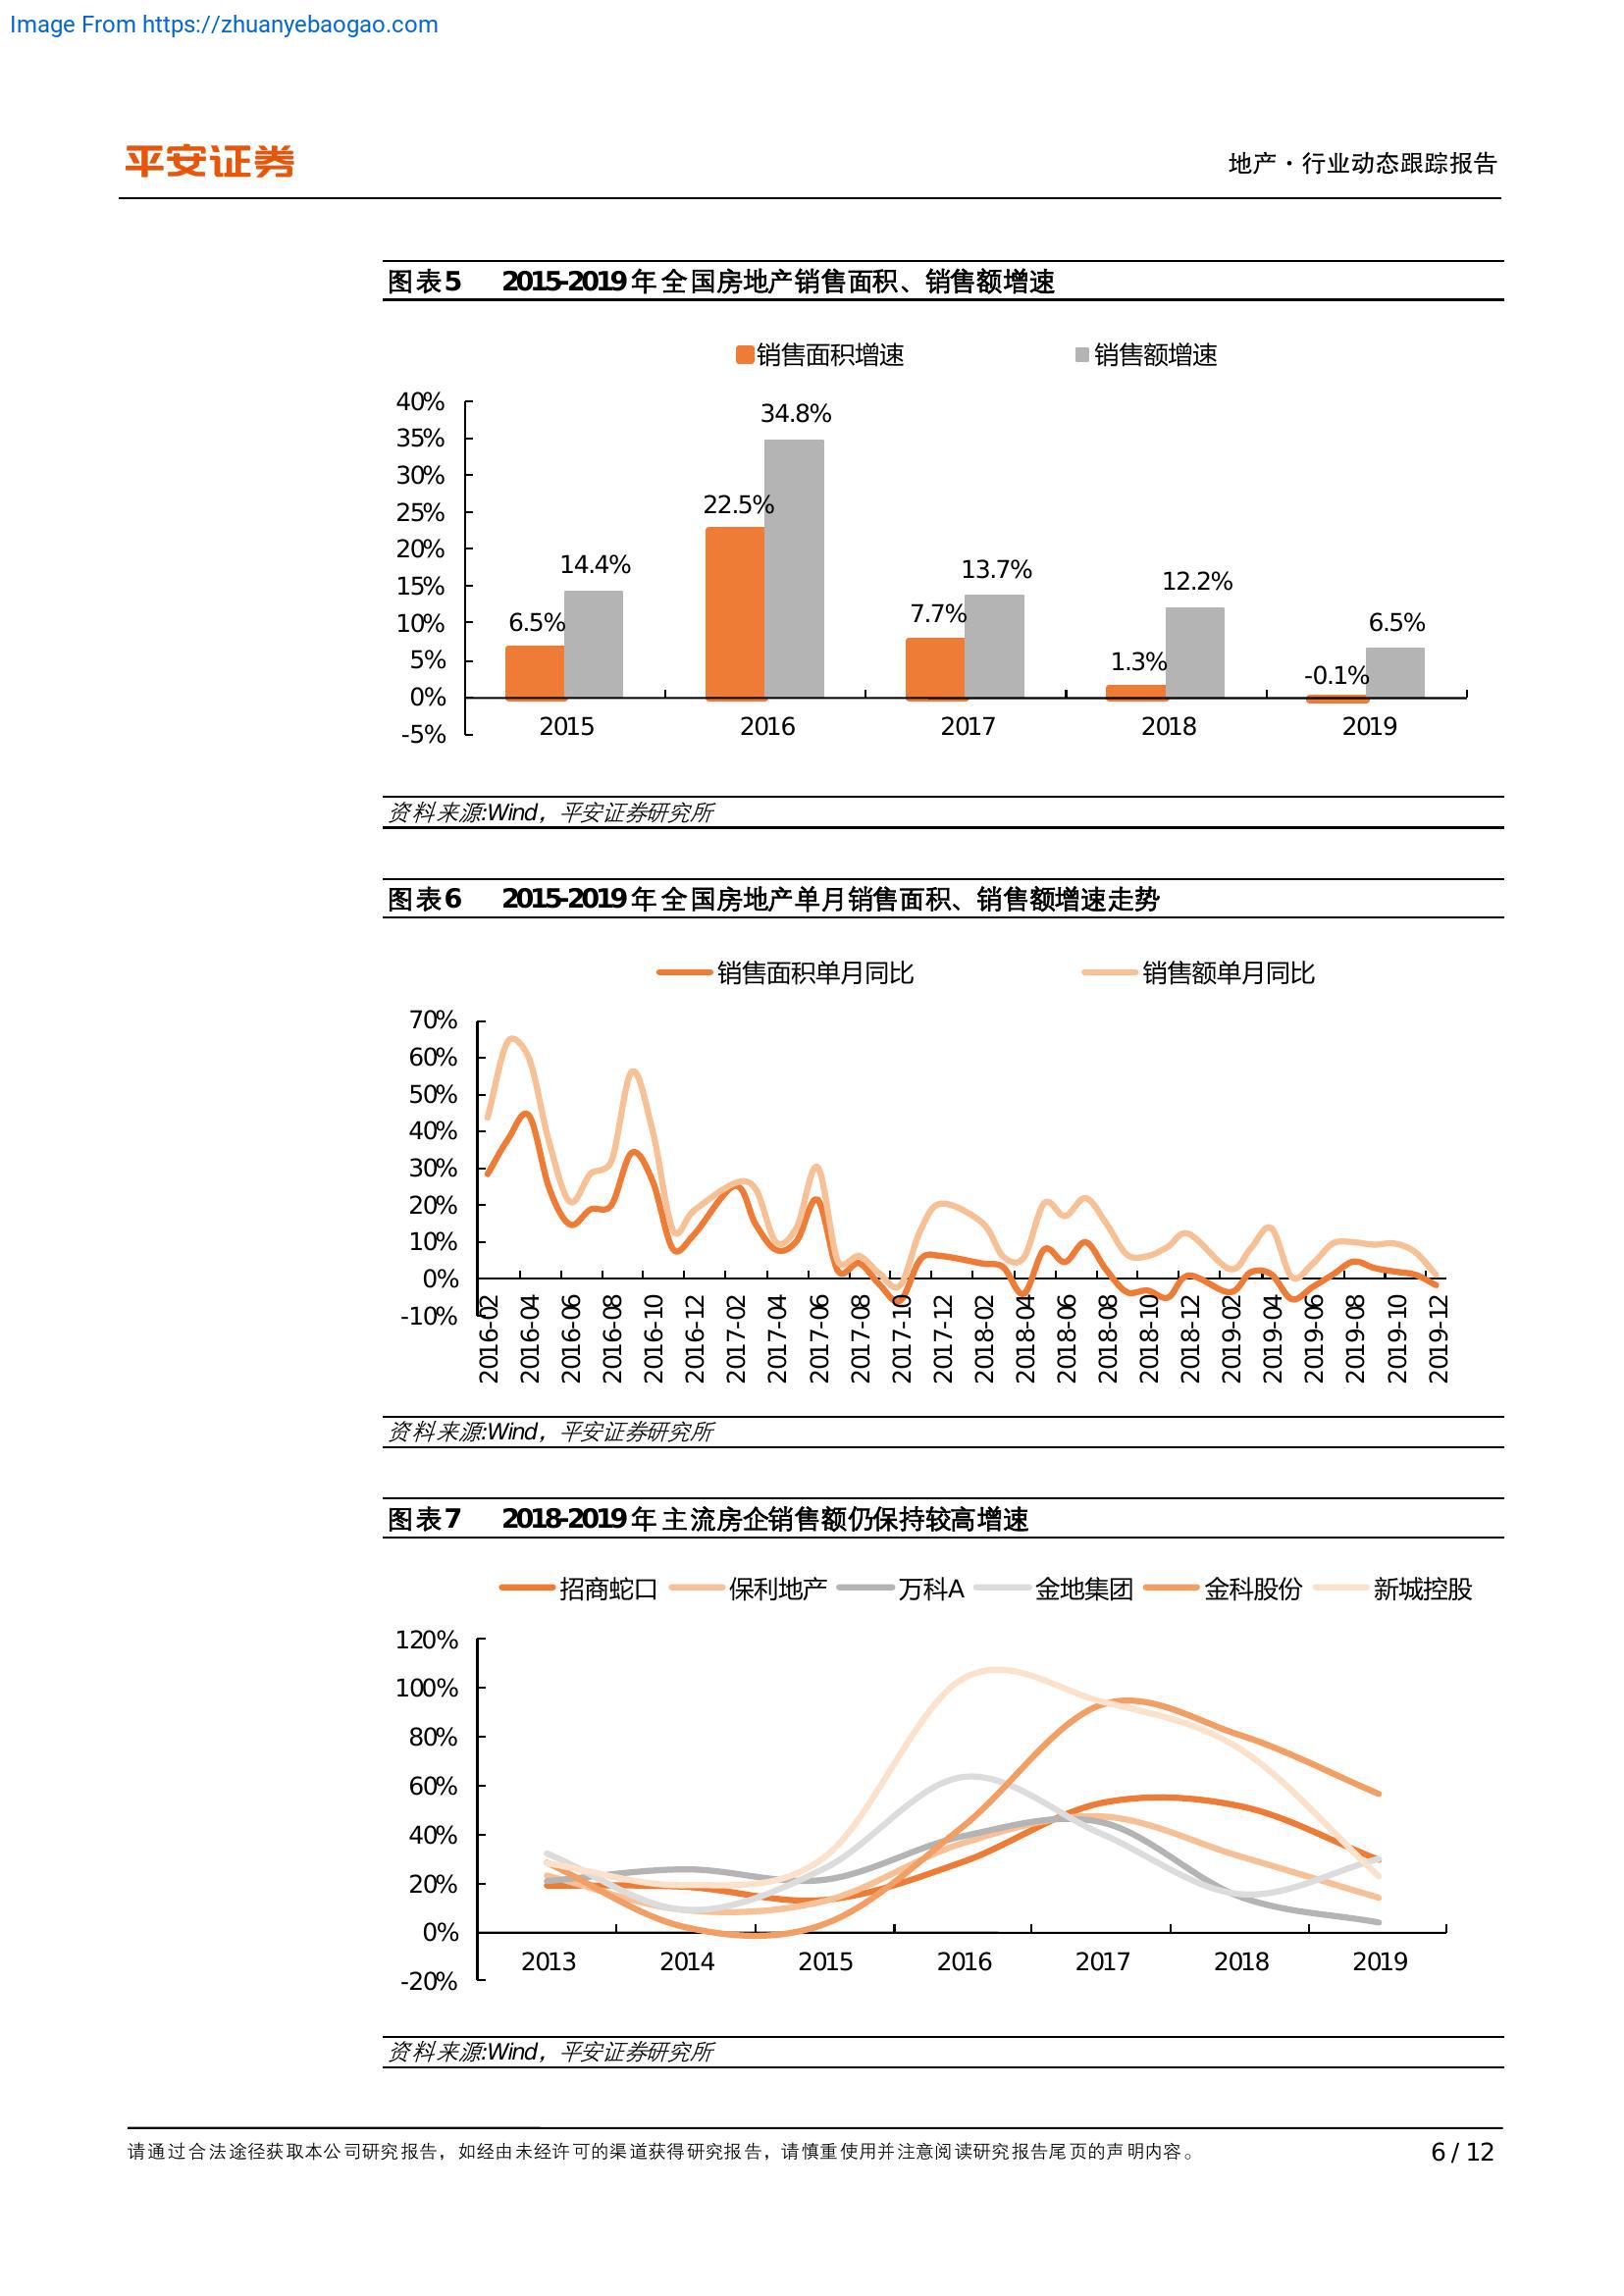 Image From https://zhuanyebaogao.com
平安证券
地产·行业动态跟踪报告
图表5 2015-2019年全国房地产销售面积、销售额增速
销售面积增速 销售额增速
40%
35%
30%
25%
20%
15%
10%
5%
0%
-5%
6.5% 14.4% 22.5% 34.8% 7.7% 13.7% 1.3% 12.2% -0.1% 6.5%
2015 2016 2017 2018 2019
资料来源:Wind，平安证券研究所
图表6 2015-2019年全国房地产单月销售面积、销售额增速走势
销售面积单月同比 销售额单月同比
70%
60%
50%
40%
30%
20%
10%
0%
-10%
2016-02 2016-04 2016-06 2016-08 2016-10 2016-12 2017-02 2017-04 2017-06 2017-08 2017-10 2017-12 2018-02 2018-04 2018-06 2018-08 2018-10 2018-12 2019-02 2019-04 2019-06 2019-08 2019-10 2019-12
资料来源:Wind，平安证券研究所
图表7 2018-2019年主流房企销售额仍保持较高增速
招商蛇口 保利地产 万科A 金地集团 金科股份 新城控股
120%
100%
80%
60%
40%
20%
0%
-20%
2013 2014 2015 2016 2017 2018 2019
资料来源:Wind，平安证券研究所
请通过合法途径获取本公司研究报告，如经由未经许可的渠道获得研究报告，请慎重使用并注意阅读研究报告尾页的声明内容。
6 / 12